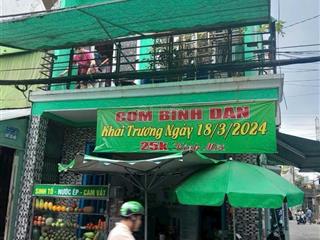 CƠM BÌNH DÂN
Khai Trương Ngày 18/3/2024
25k
SINH TỐ - NƯỚC ÉP - CAM VẮT